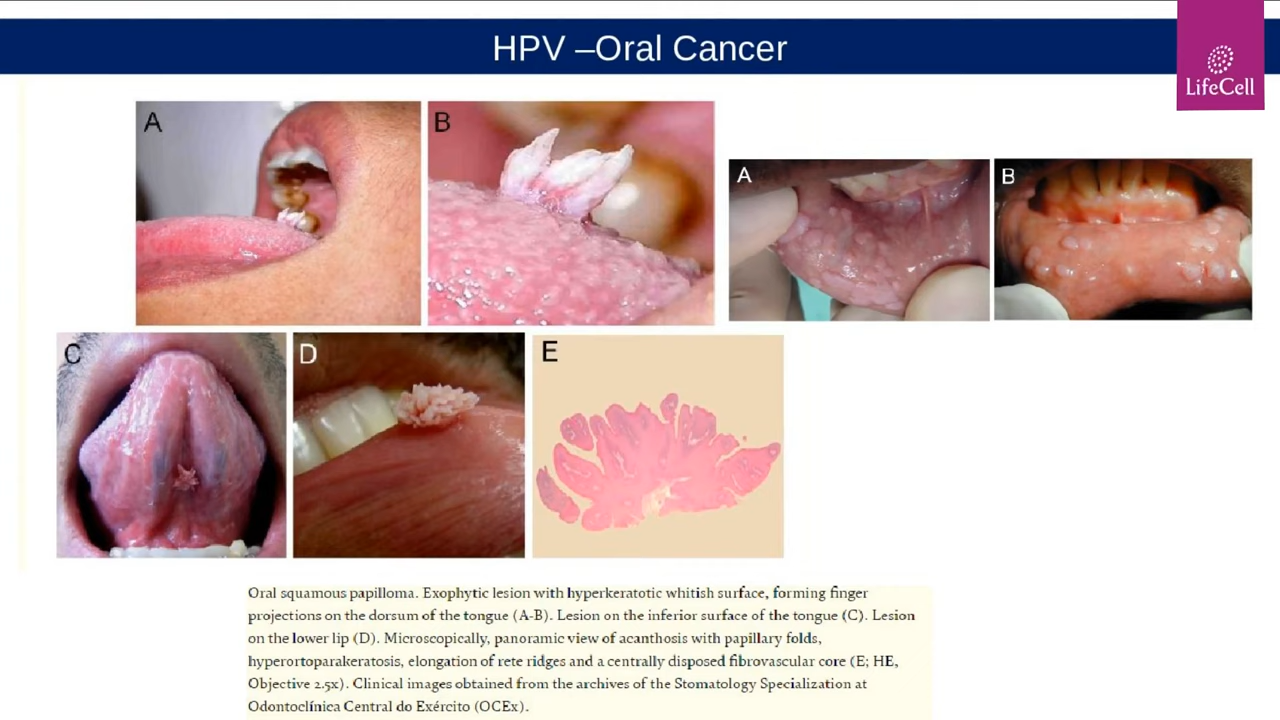 HPV –Oral Cancer
LifeCell
A
B
A
B
C
D
E
Oral squamous papilloma. Exophytic lesion with hyperkeratotic whitish surface, forming finger
projections on the dorsum of the tongue (A-B). Lesion on the inferior surface of the tongue (C). Lesion
on the lower lip (D). Microscopically, panoramic view of acanthosis with papillary folds,
hyperortoparakeratosis, elongation of rete ridges and a centrally disposed fibrovascular core (E; HE,
Objective 2.5x). Clinical images obtained from the archives of the Stomatology Specialization at
Odontoclínica Central do Exército (OCEx).